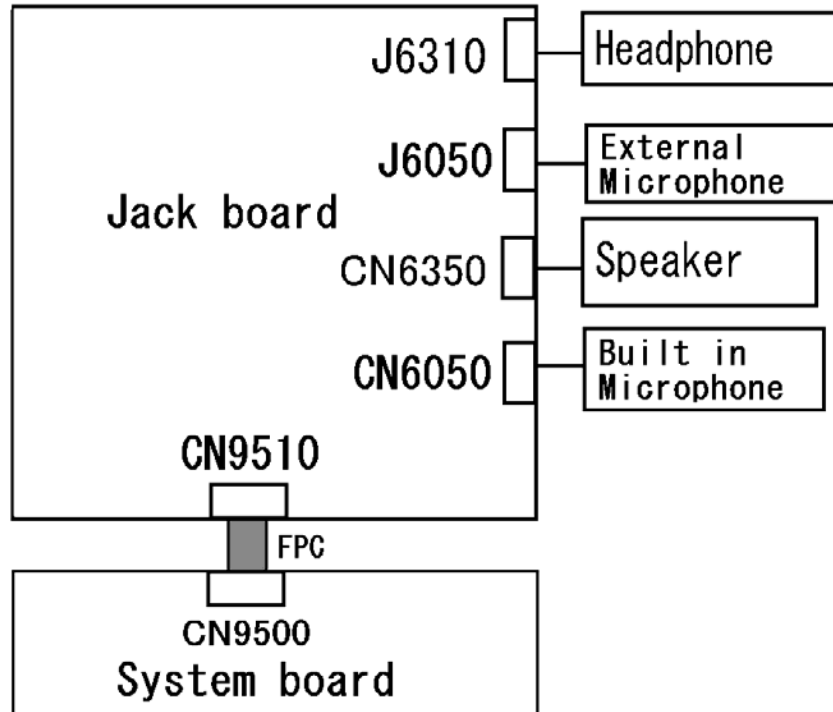 J6310
Headphone
J6050
External
Microphone
Jack board
CN6350
Speaker
CN6050
Built in
Microphone
CN9510
FPC
CN9500
System board